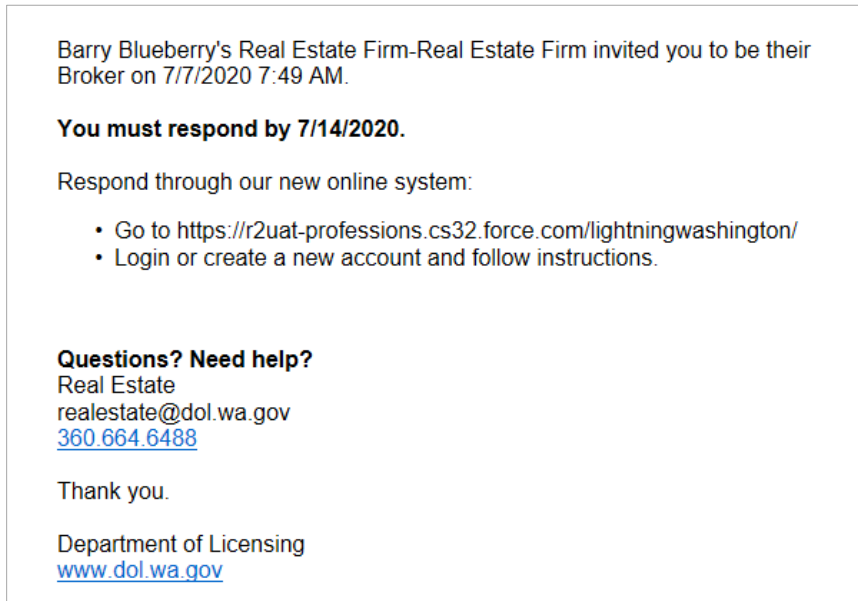 Barry Blueberry's Real Estate Firm-Real Estate Firm invited you to be their
Broker on 7/7/2020 7:49 AM.
You must respond by 7/14/2020.
Respond through our new online system:
• Go to https://r2uat-professions.cs32.force.com/lightningwashington/
• Login or create a new account and follow instructions.
Questions? Need help?
Real Estate
realestate@dol.wa.gov
360.664.6488
Thank you.
Department of Licensing
www.dol.wa.gov